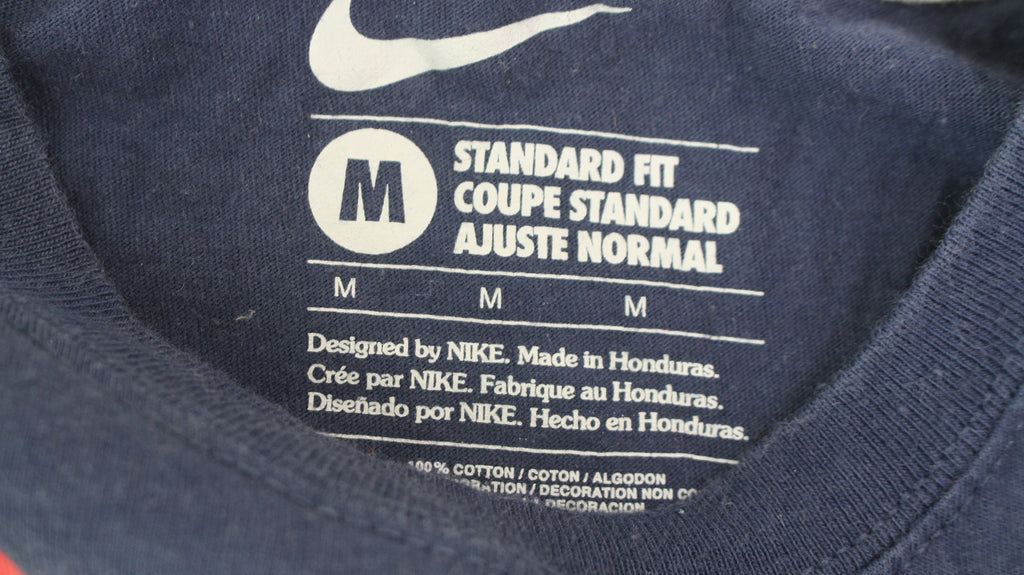 M
STANDARD FIT
COUPE STANDARD
AJUSTE NORMAL
M M M
Designed by NIKE. Made in Honduras.
Crée par NIKE. Fabrique au Honduras.
Diseñado por NIKE. Hecho en Honduras.
100% COTTON / COTON / ALGODON
/ DECORATION NON
DECORACION